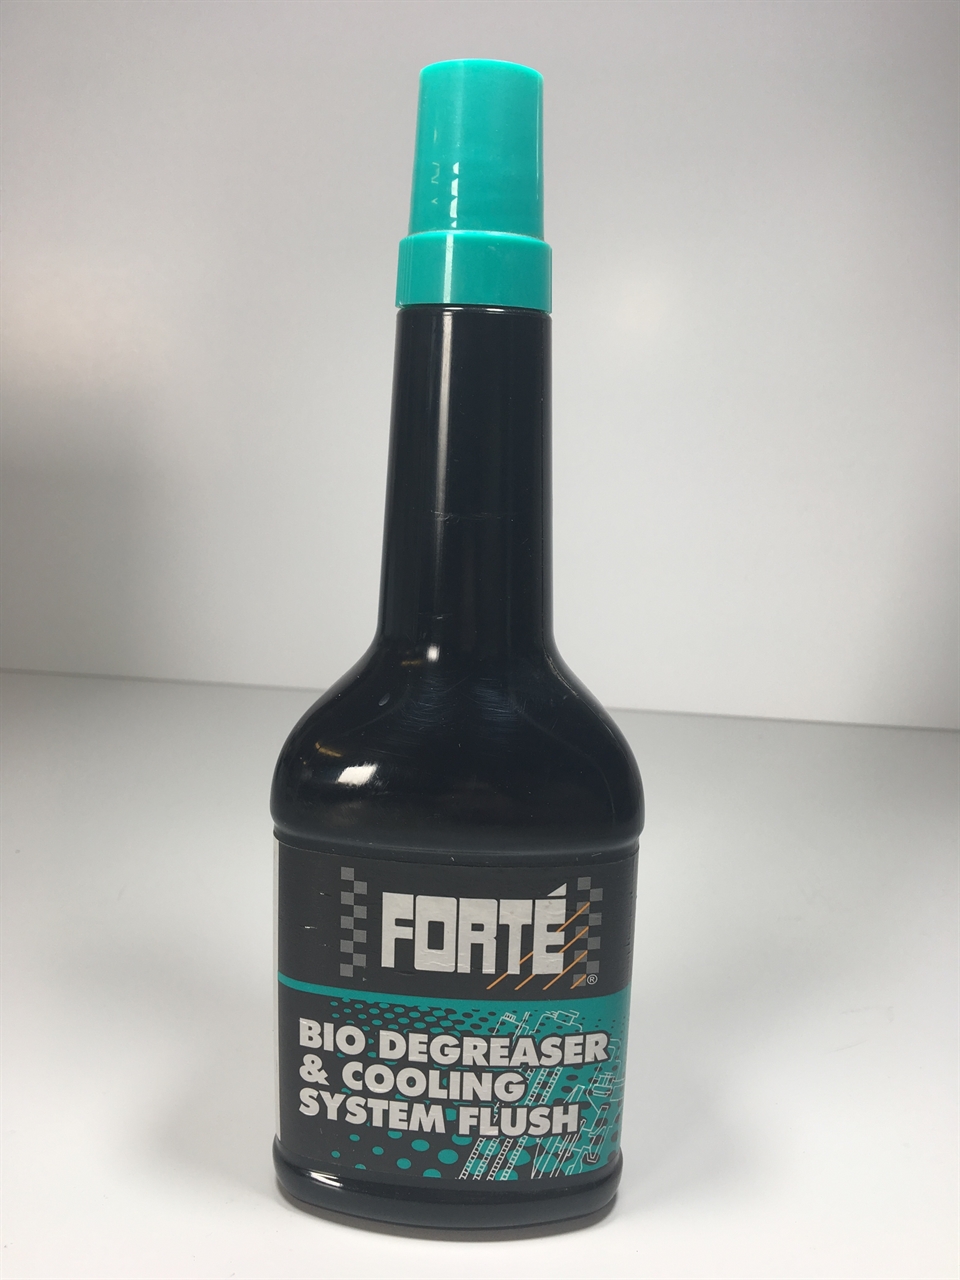 FORTÉ
®
BIO DEGREASER
& COOLING
SYSTEM FLUSH